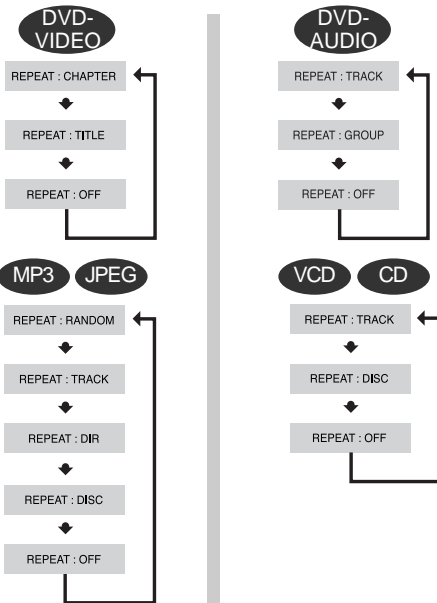 DVD-
VIDEO
REPEAT : CHAPTER
REPEAT : TITLE
REPEAT : OFF
DVD-
AUDIO
REPEAT : TRACK
REPEAT : GROUP
REPEAT : OFF
MP3 JPEG
REPEAT : RANDOM
REPEAT : TRACK
REPEAT : DIR
REPEAT : DISC
REPEAT : OFF
VCD CD
REPEAT : TRACK
REPEAT : DISC
REPEAT : OFF